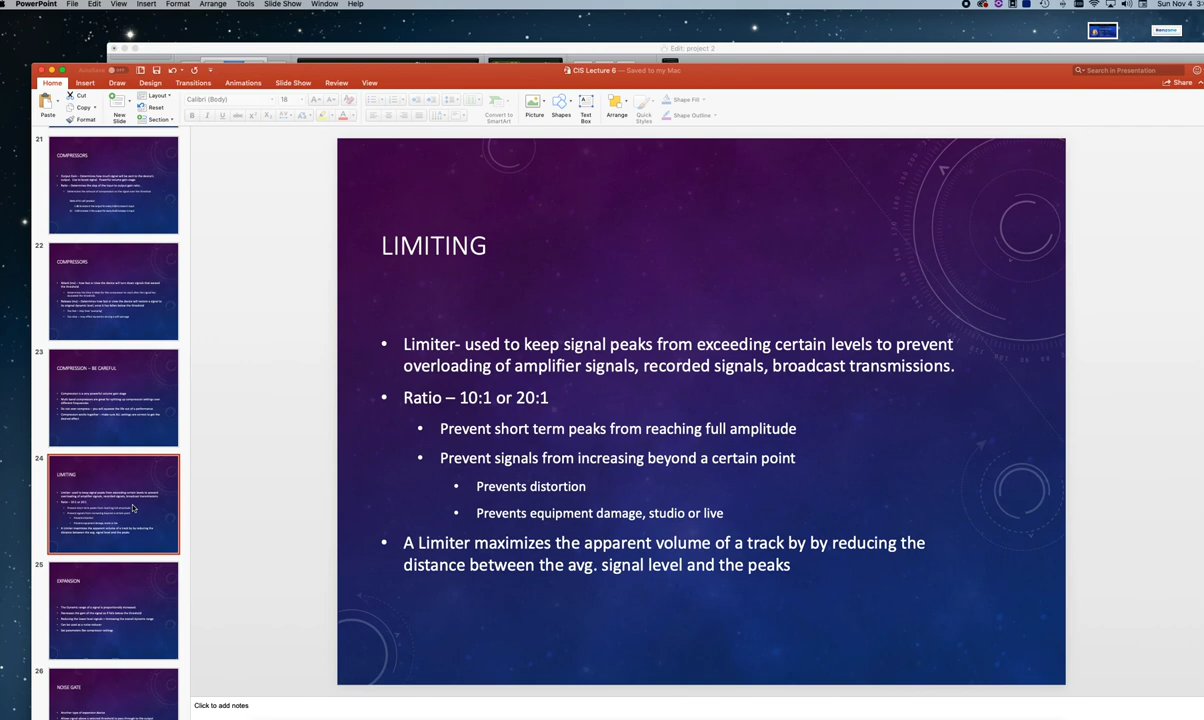 PowerPoint File Edit View Insert Format Arrange Tools Slide Show Window Help
Sun Nov 4
Edit: project 2
AutoSave OFF
CIS Lecture 6 — Saved to my Mac
Search in Presentation
Home Insert Draw Design Transitions Animations Slide Show Review View
Share
Paste
Cut
Copy
Format
New Slide
Layout
Reset
Section
Calibri (Body)
18
Convert to SmartArt
Picture
Shapes
Text Box
Arrange
Quick Styles
Shape Fill
Shape Outline
21
COMPRESSORS
22
COMPRESSORS
23
COMPRESSION – BE CAREFUL
24
LIMITING
25
EXPANSION
26
NOISE GATE
LIMITING
• Limiter- used to keep signal peaks from exceeding certain levels to prevent
overloading of amplifier signals, recorded signals, broadcast transmissions.
• Ratio – 10:1 or 20:1
• Prevent short term peaks from reaching full amplitude
• Prevent signals from increasing beyond a certain point
• Prevents distortion
• Prevents equipment damage, studio or live
• A Limiter maximizes the apparent volume of a track by by reducing the
distance between the avg. signal level and the peaks
Click to add notes